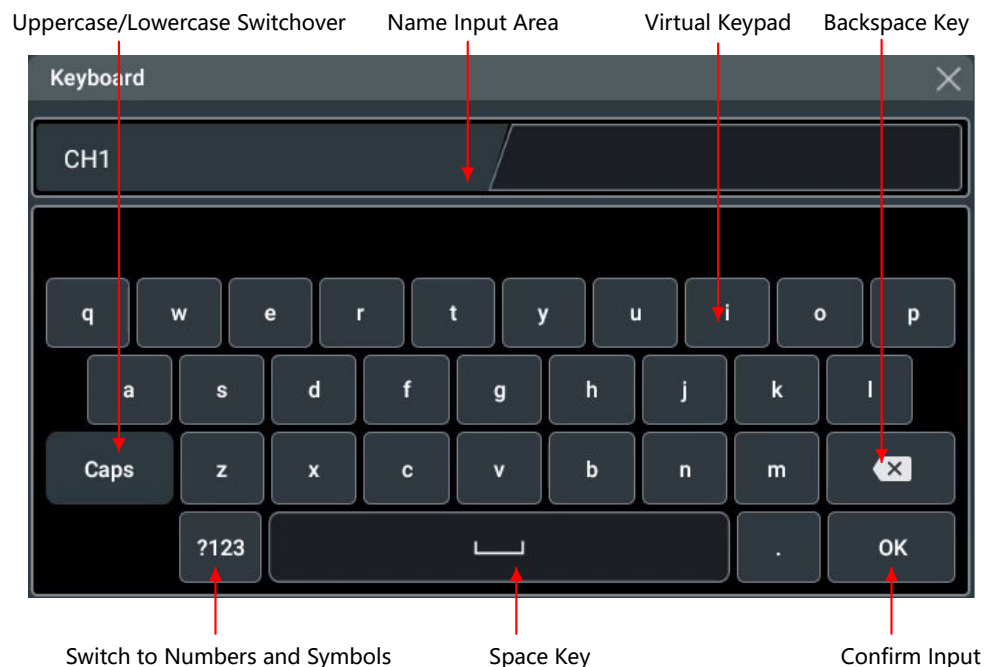 Uppercase/Lowercase Switchover Name Input Area Virtual Keypad Backspace Key
Keyboard
CH1
q w e r t y u i o p
a s d f g h j k l
Caps z x c v b n m
?123 . OK
Switch to Numbers and Symbols Space Key Confirm Input